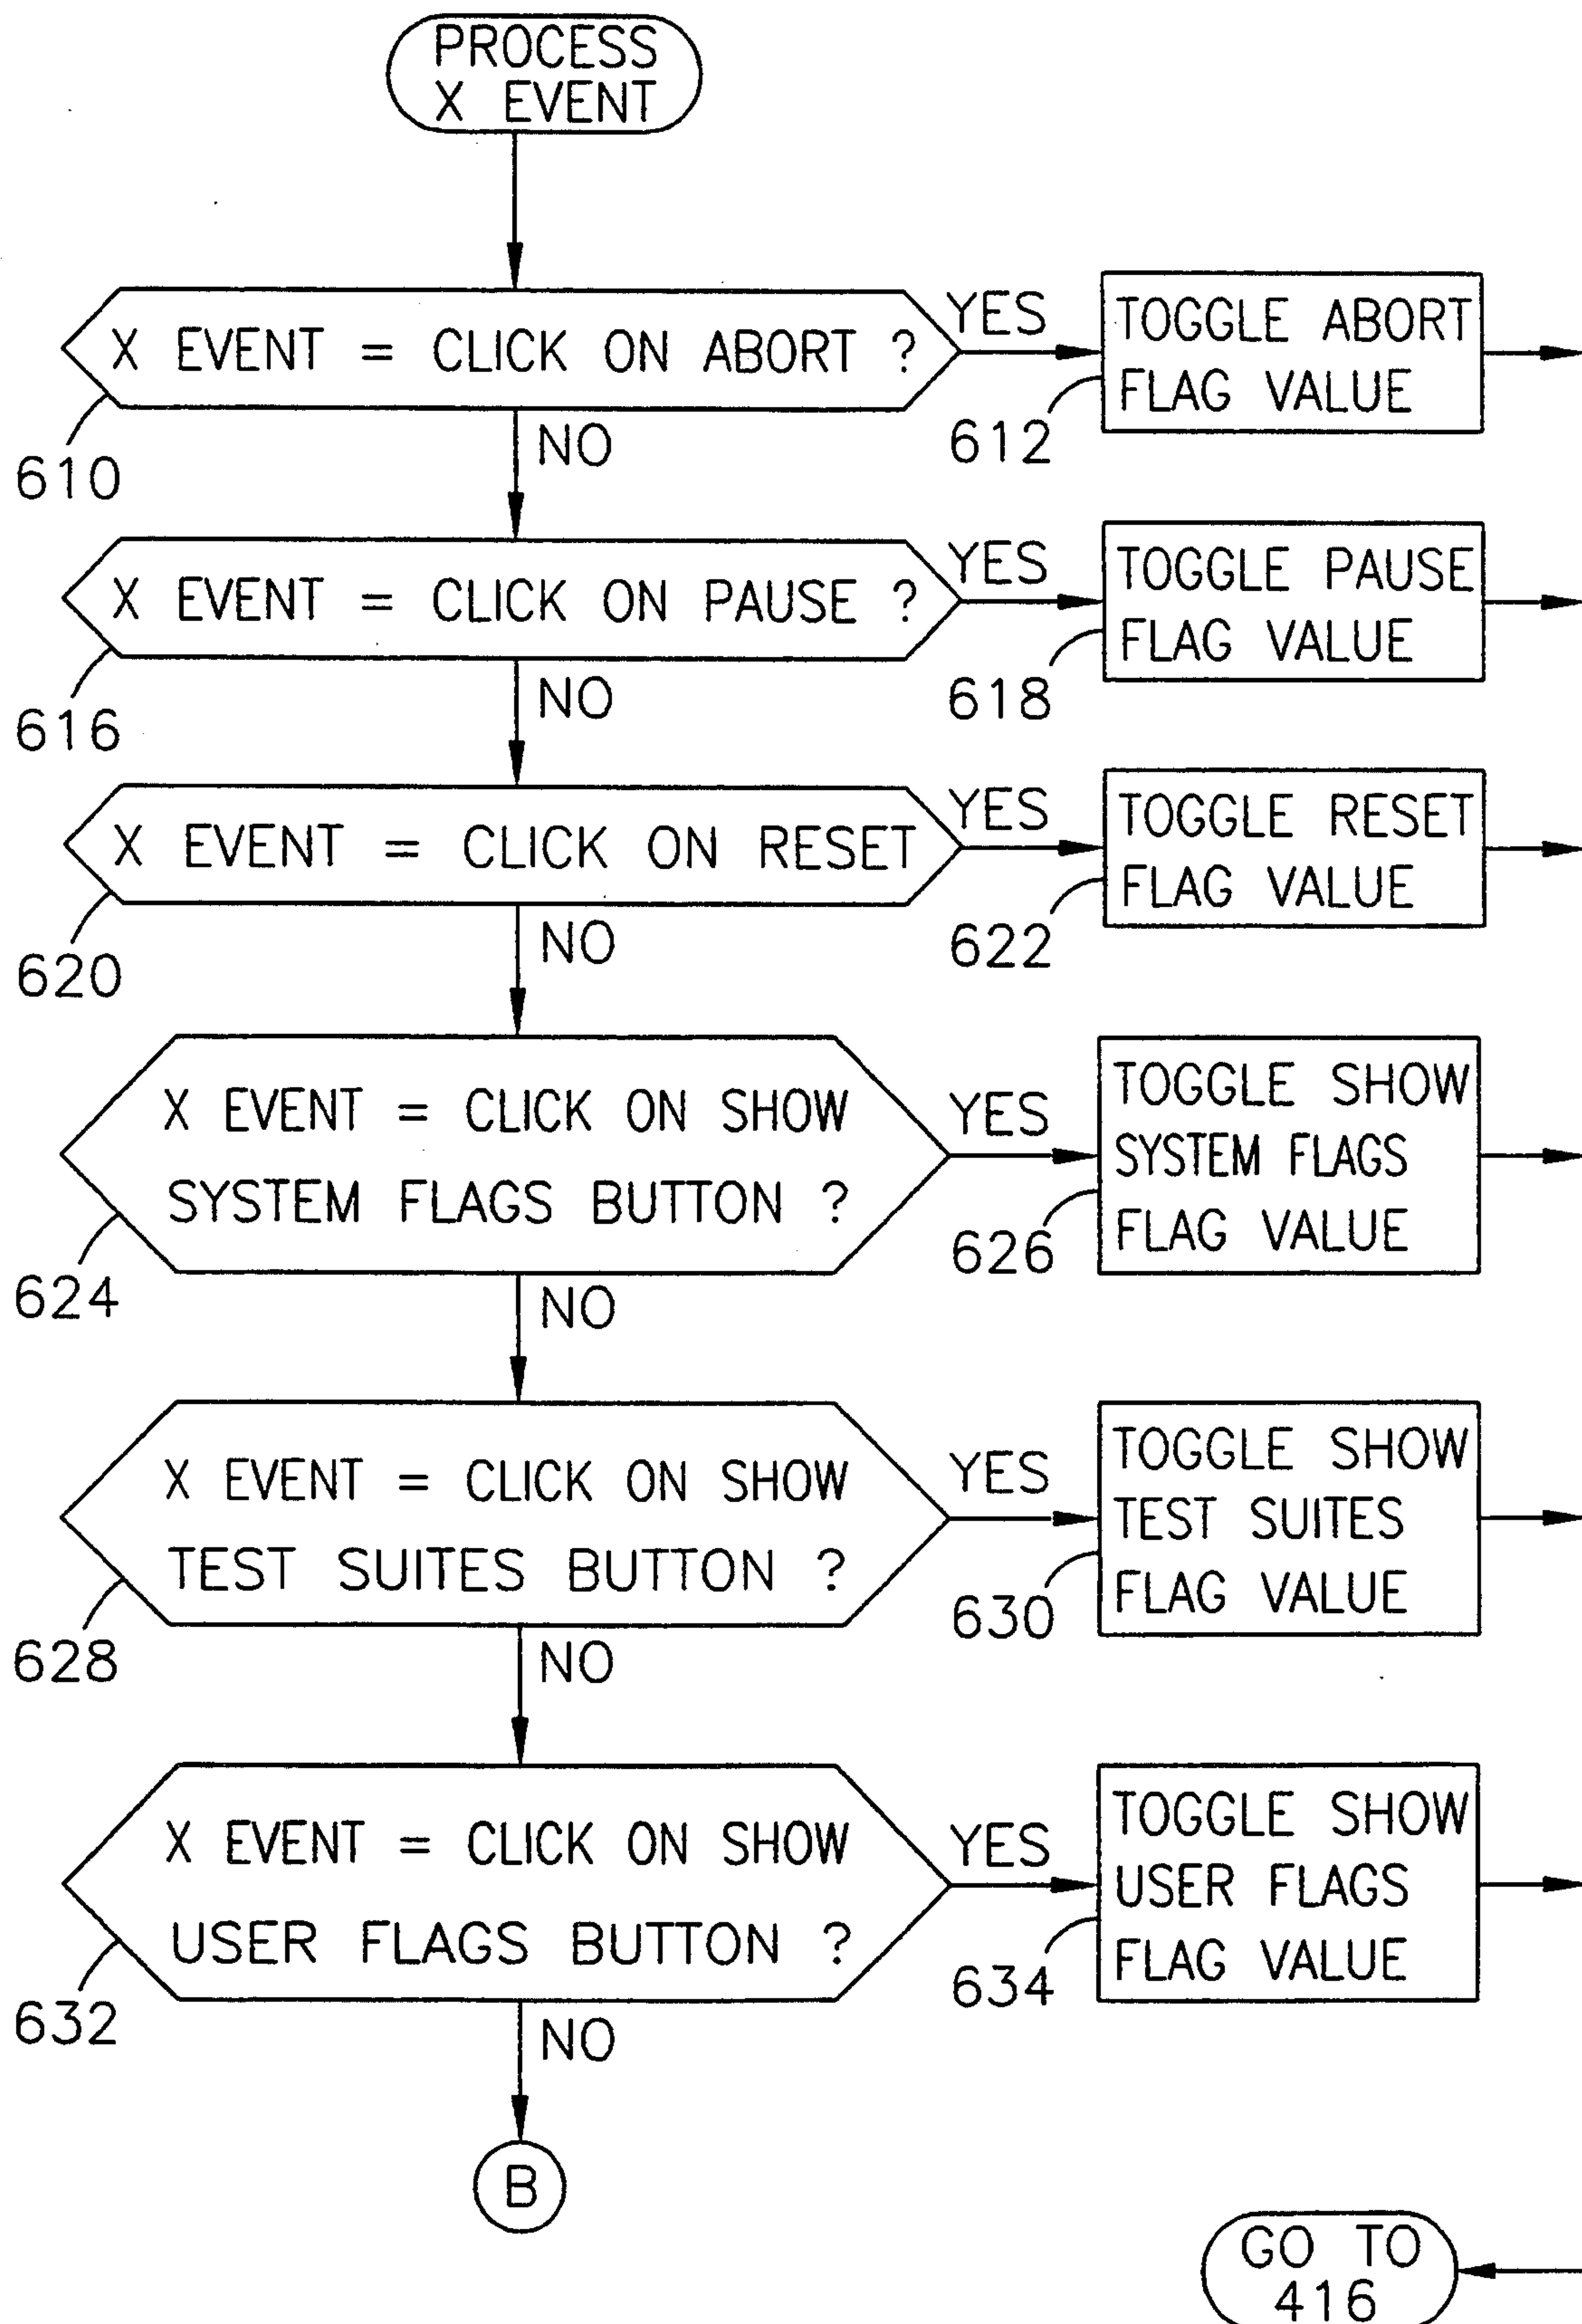 PROCESS
X EVENT
X EVENT = CLICK ON ABORT ?
YES
TOGGLE ABORT
FLAG VALUE
610
NO
612
X EVENT = CLICK ON PAUSE ?
YES
TOGGLE PAUSE
FLAG VALUE
616
NO
618
X EVENT = CLICK ON RESET
YES
TOGGLE RESET
FLAG VALUE
620
NO
622
X EVENT = CLICK ON SHOW
SYSTEM FLAGS BUTTON ?
YES
TOGGLE SHOW
SYSTEM FLAGS
FLAG VALUE
624
NO
626
X EVENT = CLICK ON SHOW
TEST SUITES BUTTON ?
YES
TOGGLE SHOW
TEST SUITES
FLAG VALUE
628
NO
630
X EVENT = CLICK ON SHOW
USER FLAGS BUTTON ?
YES
TOGGLE SHOW
USER FLAGS
FLAG VALUE
632
NO
634
B
GO TO
416